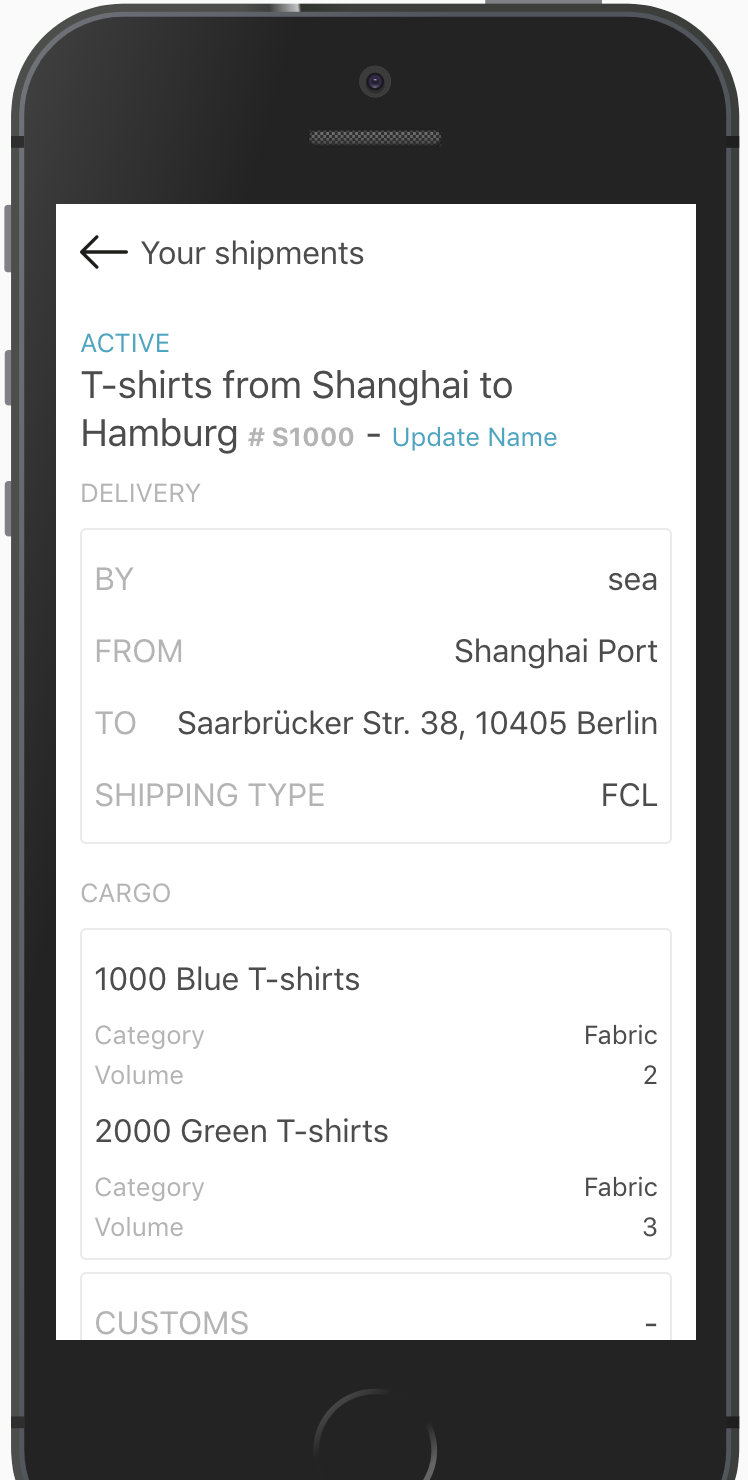 Your shipments
ACTIVE
T-shirts from Shanghai to
Hamburg # S1000 - Update Name
DELIVERY
BY sea
FROM Shanghai Port
TO Saarbrücker Str. 38, 10405 Berlin
SHIPPING TYPE FCL
CARGO
1000 Blue T-shirts
Category Fabric
Volume 2
2000 Green T-shirts
Category Fabric
Volume 3
CUSTOMS -